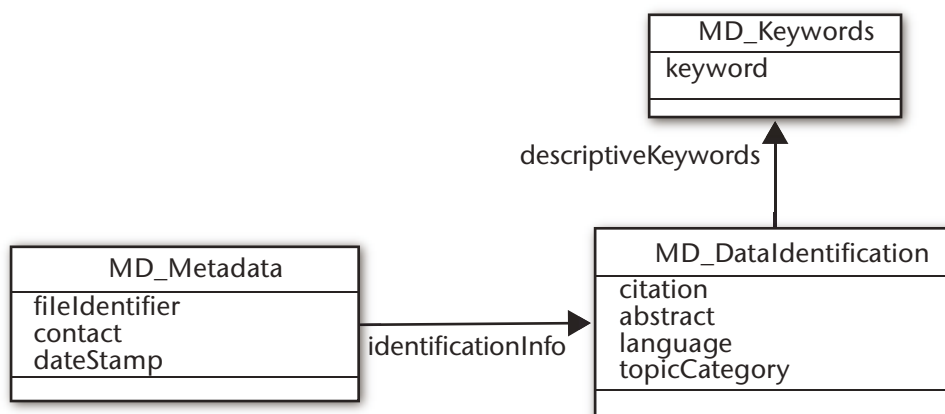 MD_Keywords
keyword
descriptiveKeywords
MD_Metadata
fileIdentifier
contact
dateStamp
identificationInfo
MD_DataIdentification
citation
abstract
language
topicCategory